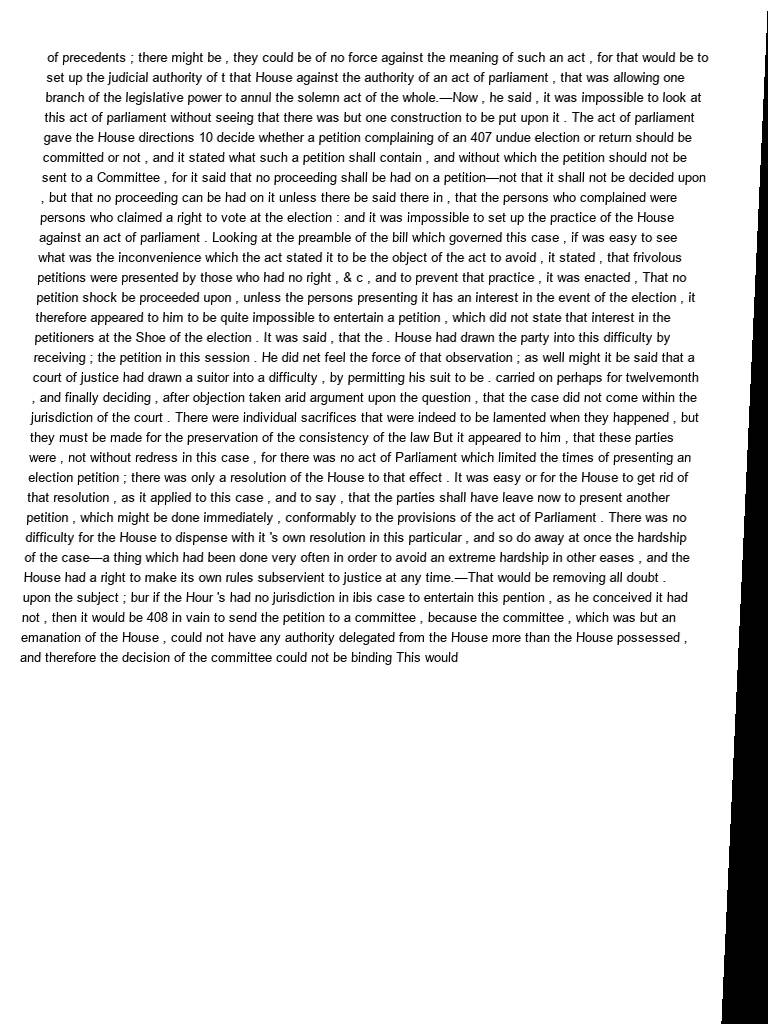 of precedents ; there might be , they could be of no force against the meaning of such an act , for that would be to
set up the judicial authority of t that House against the authority of an act of parliament , that was allowing one
branch of the legislative power to annul the solemn act of the whole.—Now , he said , it was impossible to look at
this act of parliament without seeing that there was but one construction to be put upon it . The act of parliament
gave the House directions 10 decide whether a petition complaining of an 407 undue election or return should be
committed or not , and it stated what such a petition shall contain , and without which the petition should not be
sent to a Committee , for it said that no proceeding shall be had on a petition—not that it shall not be decided upon
, but that no proceeding can be had on it unless there be said there in , that the persons who complained were
persons who claimed a right to vote at the election : and it was impossible to set up the practice of the House
against an act of parliament . Looking at the preamble of the bill which governed this case , if was easy to see
what was the inconvenience which the act stated it to be the object of the act to avoid , it stated , that frivolous
petitions were presented by those who had no right , & c , and to prevent that practice , it was enacted , That no
petition shock be proceeded upon , unless the persons presenting it has an interest in the event of the election , it
therefore appeared to him to be quite impossible to entertain a petition , which did not state that interest in the
petitioners at the Shoe of the election . It was said , that the . House had drawn the party into this difficulty by
receiving ; the petition in this session . He did net feel the force of that observation ; as well might it be said that a
court of justice had drawn a suitor into a difficulty , by permitting his suit to be . carried on perhaps for twelvemonth
, and finally deciding , after objection taken arid argument upon the question , that the case did not come within the
jurisdiction of the court . There were individual sacrifices that were indeed to be lamented when they happened , but
they must be made for the preservation of the consistency of the law But it appeared to him , that these parties
were , not without redress in this case , for there was no act of Parliament which limited the times of presenting an
election petition ; there was only a resolution of the House to that effect . It was easy or for the House to get rid of
that resolution , as it applied to this case , and to say , that the parties shall have leave now to present another
petition , which might be done immediately , conformably to the provisions of the act of Parliament . There was no
difficulty for the House to dispense with it 's own resolution in this particular , and so do away at once the hardship
of the case—a thing which had been done very often in order to avoid an extreme hardship in other eases , and the
House had a right to make its own rules subservient to justice at any time.—That would be removing all doubt .
upon the subject ; bur if the Hour 's had no jurisdiction in ibis case to entertain this pention , as he conceived it had
not , then it would be 408 in vain to send the petition to a committee , because the committee , which was but an
emanation of the House , could not have any authority delegated from the House more than the House possessed ,
and therefore the decision of the committee could not be binding This would